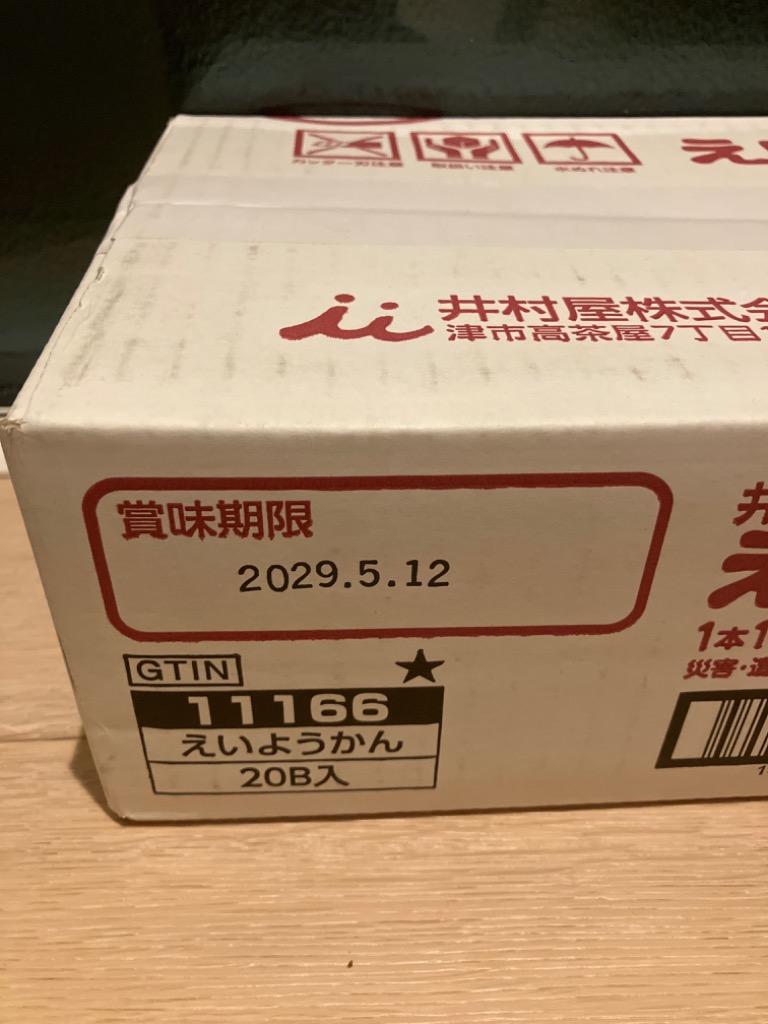 カッター刃注意
取扱い注意
水ぬれ注意
え
井村屋株式会
津市高茶屋7丁目1
賞味期限
2029.5.12
GTIN
★
11166
えいようかん
20B入
井
え
1本1
災害・